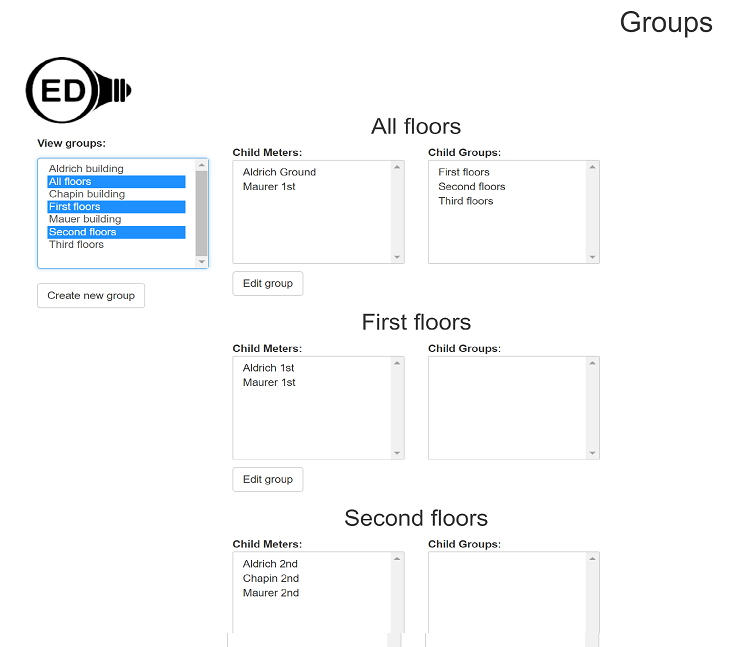 Groups
ED
View groups:
Aldrich building
All floors
Chapin building
First floors
Mauer building
Second floors
Third floors
Create new group
All floors
Child Meters:
Aldrich Ground
Maurer 1st
Child Groups:
First floors
Second floors
Third floors
Edit group
First floors
Child Meters:
Aldrich 1st
Maurer 1st
Child Groups:
Edit group
Second floors
Child Meters:
Aldrich 2nd
Chapin 2nd
Maurer 2nd
Child Groups: